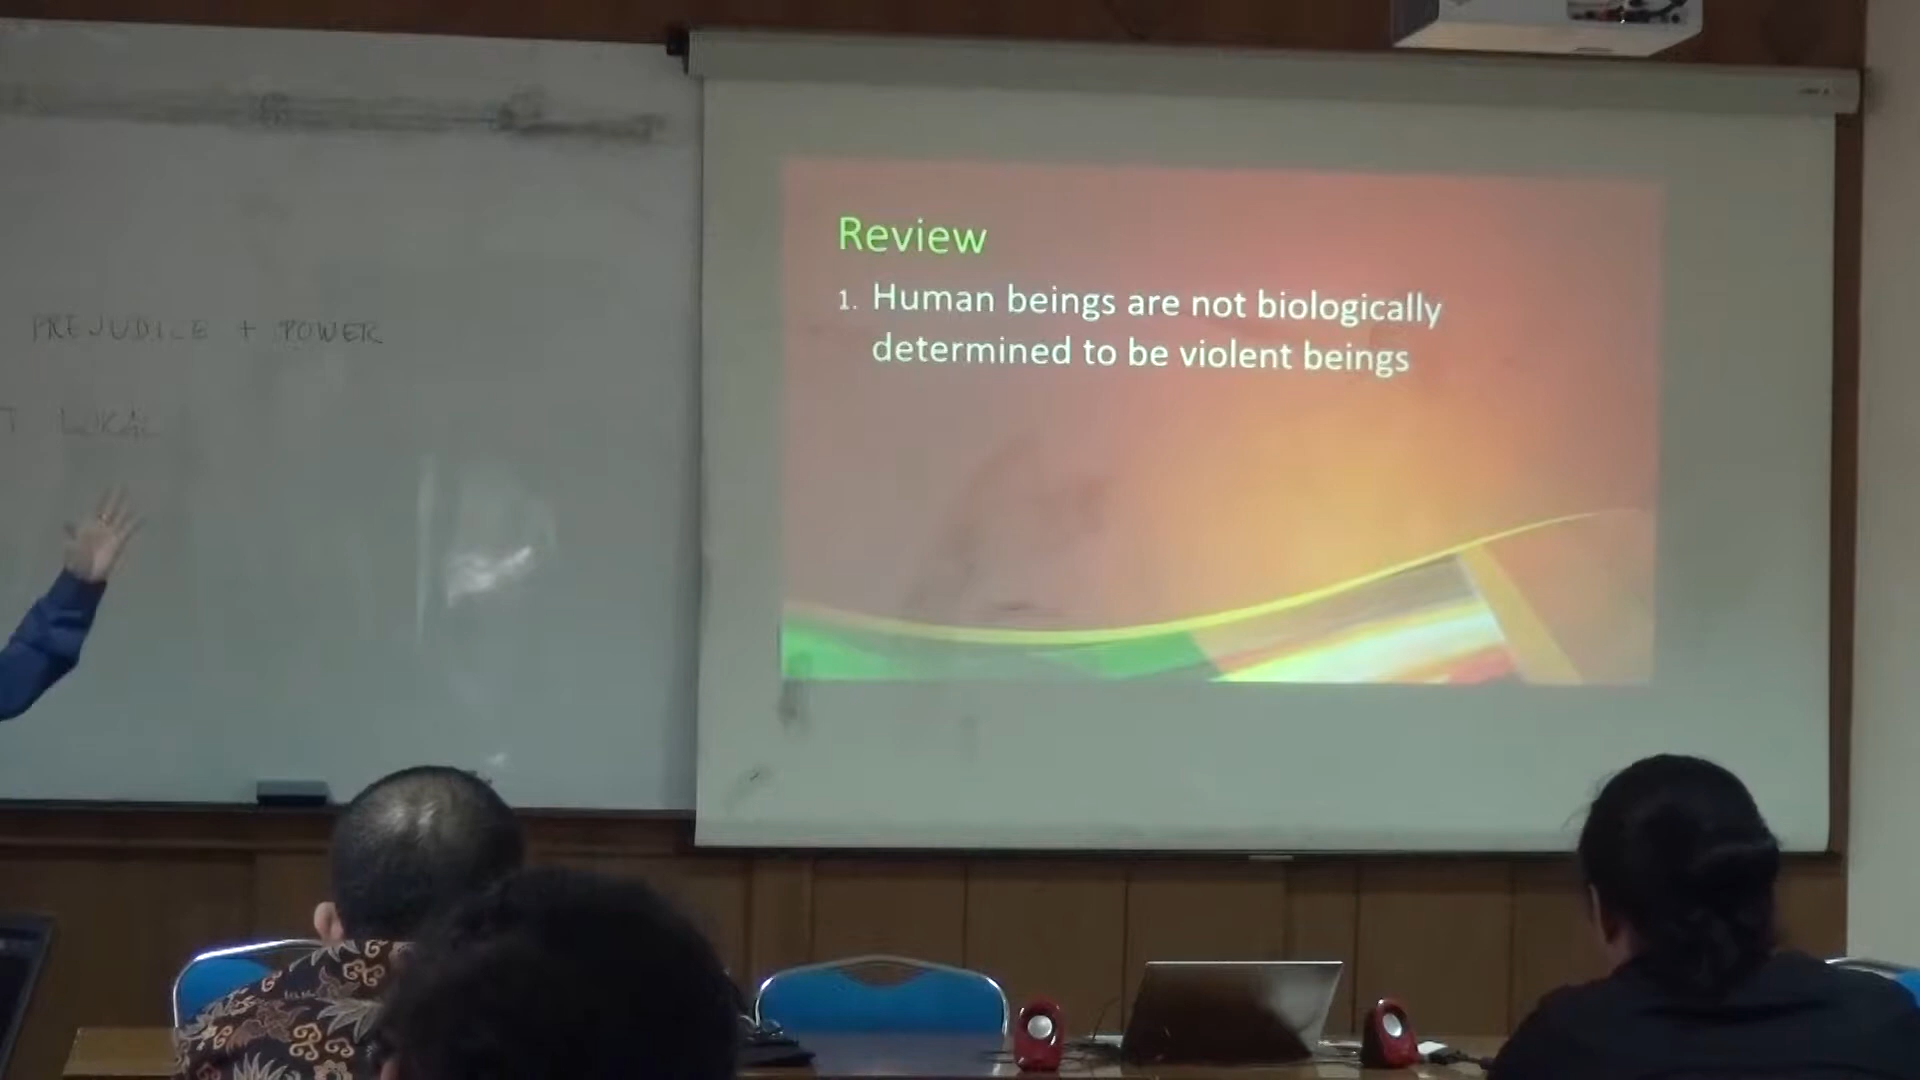 PREJUDICE + POWER
LOKAL
Review
1. Human beings are not biologically
determined to be violent beings